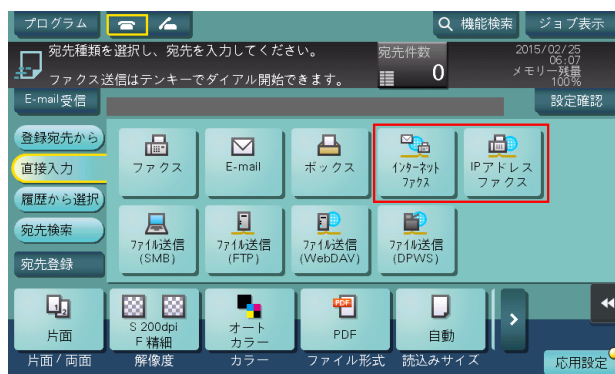 プログラム
機能検索
ジョブ表示
宛先種類を選択し、宛先を入力してください。
ファクス送信はテンキーでダイアル開始できます。
宛先件数
0
2015/02/25
06:07
メモリー残量
100%
E-mail受信
設定確認
登録宛先から
直接入力
履歴から選択
宛先検索
宛先登録
ファクス
E-mail
ボックス
インターネット
ファクス
IPアドレス
ファクス
ファイル送信
(SMB)
ファイル送信
(FTP)
ファイル送信
(WebDAV)
ファイル送信
(DPWS)
片面
S 200dpi
F 精細
オート
カラー
PDF
PDF
自動
片面/両面
解像度
カラー
ファイル形式
読込みサイズ
応用設定